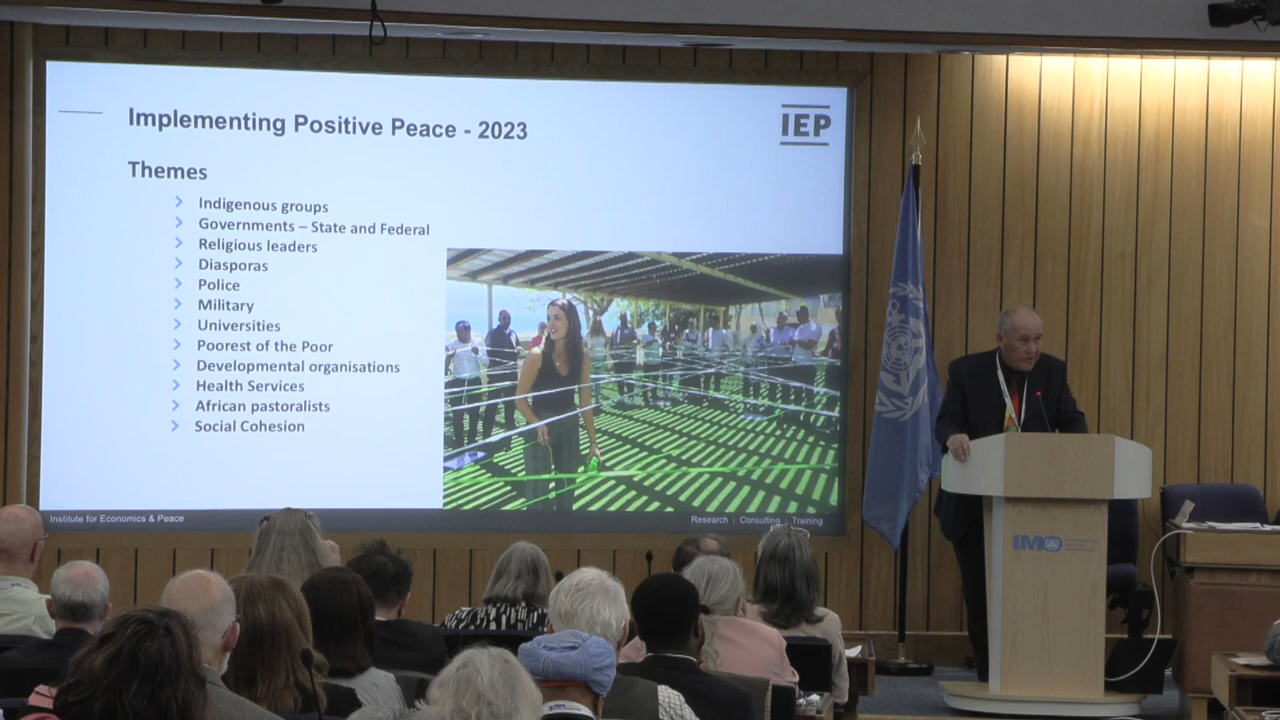 Implementing Positive Peace - 2023
IEP
Themes
Indigenous groups
Governments – State and Federal
Religious leaders
Diasporas
Police
Military
Universities
Poorest of the Poor
Developmental organisations
Health Services
African pastoralists
Social Cohesion
Institute for Economics & Peace
Research | Consulting | Training
IMO